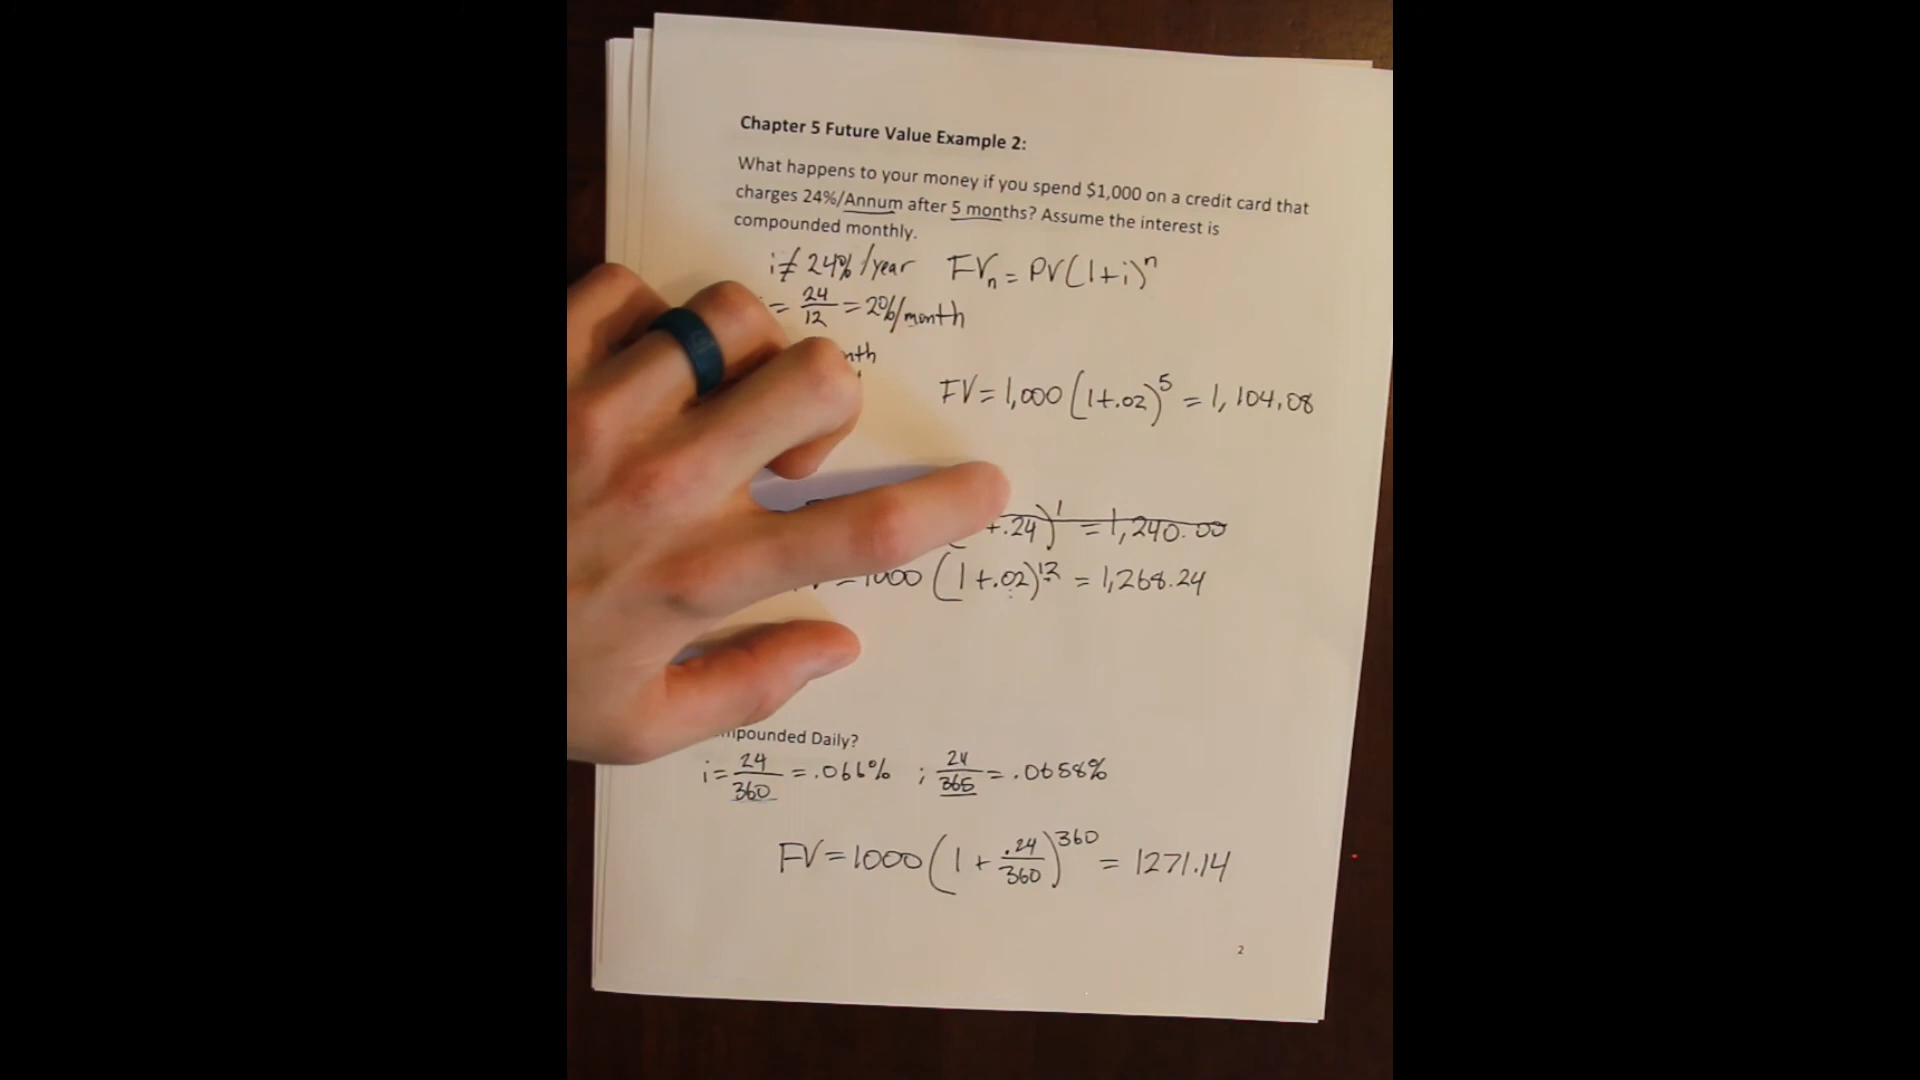 Chapter 5 Future Value Example 2:
What happens to your money if you spend $1,000 on a credit card that
charges 24%/Annum after 5 months? Assume the interest is
compounded monthly.
i ≠ 24% /year FVn = PV(1+i)^n
= 24/12 = 2%/month
FV = 1,000 (1+.02)^5 = 1,104.08
+.24)^1 = 1,240.00
= 1000 (1+.02)^12 = 1,268.24
Daily?
i = 24/360 = .066% ; 24/365 = .0658%
FV = 1000 (1 + .24/360)^360 = 1271.14
2